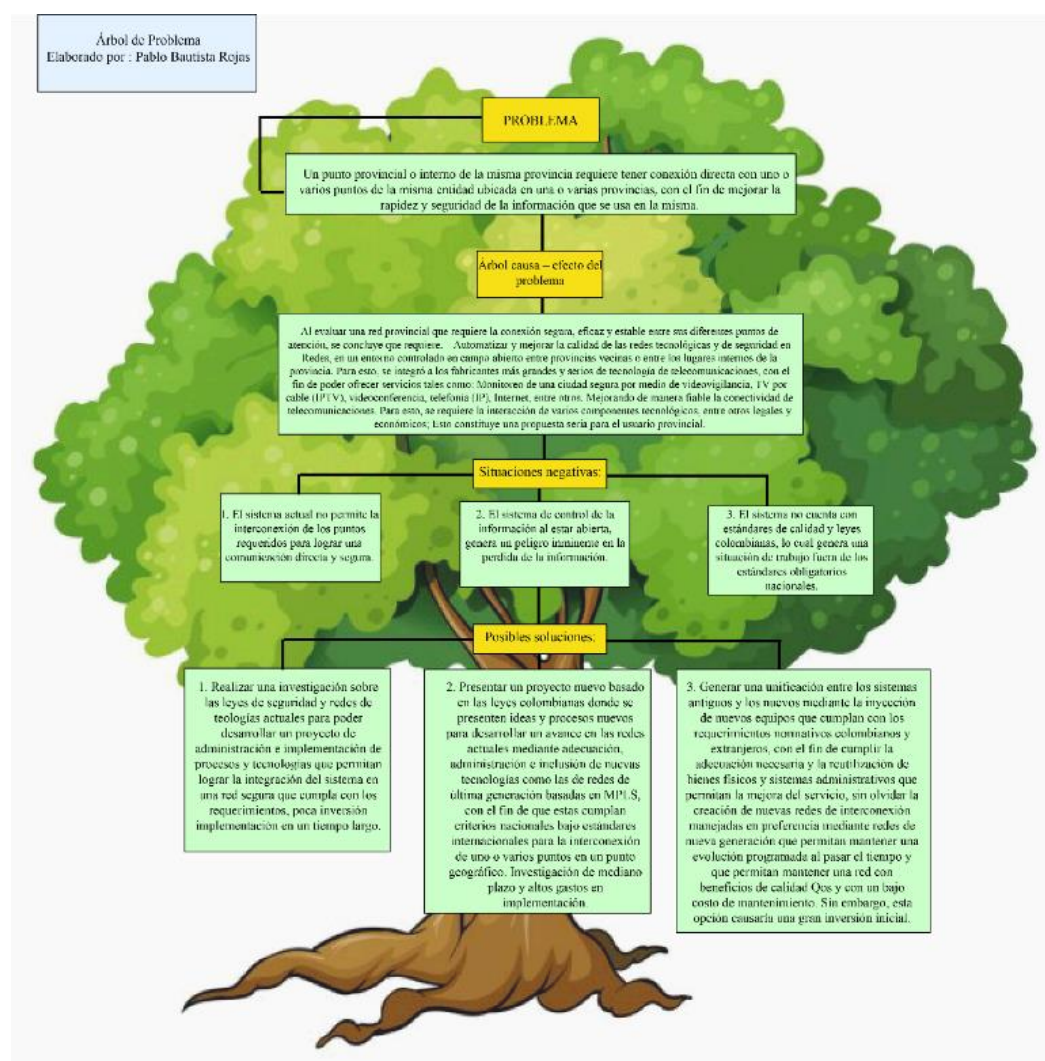 Árbol de Problema
Elaborado por : Pablo Bautista Rojas
PROBLEMA
Un punto provincial o interno de la misma provincia requiere tener conexión directa con uno o
varios puntos de la misma entidad ubicada en una o varias provincias, con el fin de mejorar la
rapidez y seguridad de la información que se usa en la misma.
Árbol causa – efecto del
problema
Al evaluar una red provincial que requiere la conexión segura, eficaz y estable entre sus diferentes puntos de
atención, se concluye que requiere. Automatizar y mejorar la calidad de las redes tecnológicas y de seguridad en
Redes, en un entorno controlado en campo abierto entre provincias vecinas o entre los lugares internos de la
provincia. Para esto, se integró a los fabricantes más grandes y serios de tecnología de telecomunicaciones, con el
fin de poder ofrecer servicios tales como: Monitoreo de una ciudad segura por medio de videovigilancia, TV por
cable (IPTV), videoconferencia, telefonía (IP), Internet, entre otros. Mejorando de manera fiable la conectividad de
telecomunicaciones. Para esto, se requiere la interacción de varios componentes tecnológicos, entre otros legales y
económicos; Esto constituye una propuesta seria para el usuario provincial.
Situaciones negativas:
1. El sistema actual no permite la
interconexión de los puntos
requeridos para lograr una
comunicación directa y segura.
2. El sistema de control de la
información al estar abierta,
genera un peligro inminente en la
perdida de la información.
3. El sistema no cuenta con
estándares de calidad y leyes
colombianas, lo cual genera una
situación de trabajo fuera de los
estándares obligatorios
nacionales.
Posibles soluciones:
1. Realizar una investigación sobre
las leyes de seguridad y redes de
teologías actuales para poder
desarrollar un proyecto de
administración e implementación de
procesos y tecnologías que permitan
lograr la integración del sistema en
una red segura que cumpla con los
requerimientos, poca inversión
implementación en un tiempo largo.
2. Presentar un proyecto nuevo basado
en las leyes colombianas donde se
presenten ideas y procesos nuevos
para desarrollar un avance en las redes
actuales mediante adecuación,
administración e inclusión de nuevas
tecnologías como las de redes de
última generación basadas en MPLS,
con el fin de que estas cumplan
criterios nacionales bajo estándares
internacionales para la interconexión
de uno o varios puntos en un punto
geográfico. Investigación de mediano
plazo y altos gastos en
implementación.
3. Generar una unificación entre los sistemas
antiguos y los nuevos mediante la inyección
de nuevos equipos que cumplan con los
requerimientos normativos colombianos y
extranjeros, con el fin de cumplir la
adecuación necesaria y la reutilización de
bienes físicos y sistemas administrativos que
permitan la mejora del servicio, sin olvidar la
creación de nuevas redes de interconexión
manejadas en preferencia mediante redes de
nueva generación que permitan mantener una
evolución programada al pasar el tiempo y
que permitan mantener una red con
beneficios de calidad Qos y con un bajo
costo de mantenimiento. Sin embargo, esta
opción causaría una gran inversión inicial.